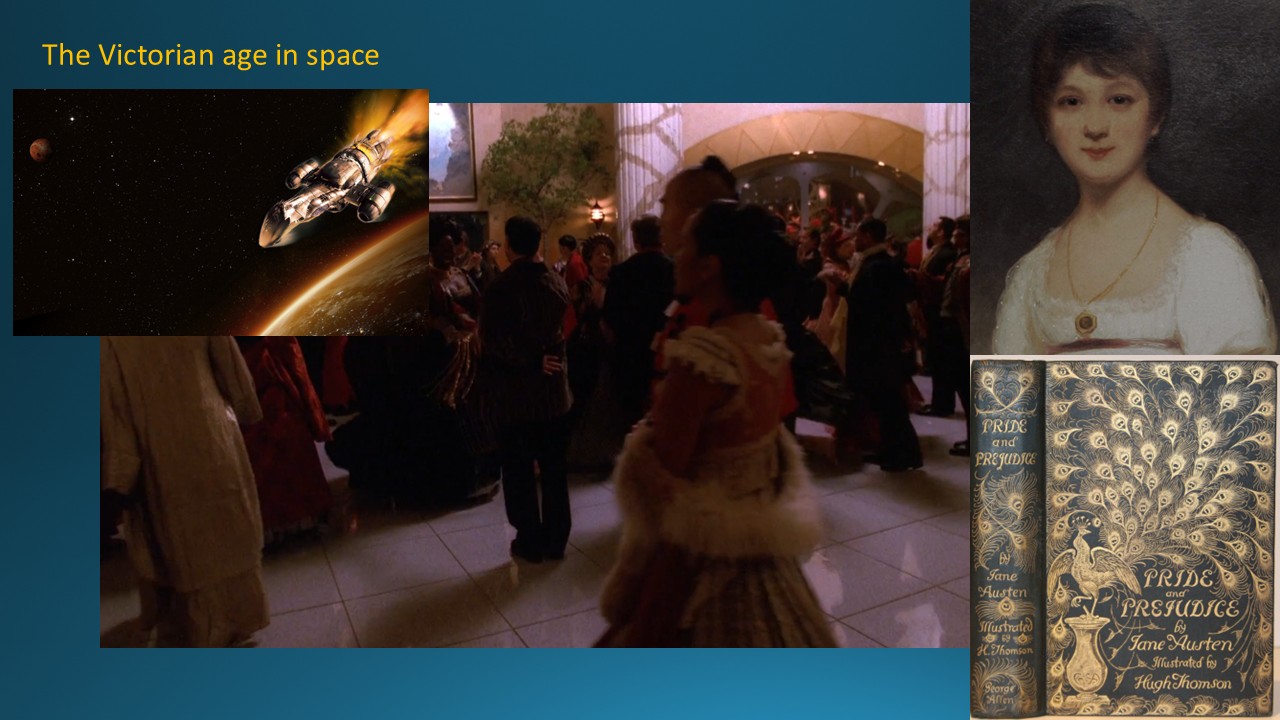 The Victorian age in space
PRIDE
and
PREJUDICE
by
Jane
Austen
Illustrated
by
H. Thomson
George
Allen
PRIDE
and
PREJUDICE
by
Jane Austen
Illustrated by
Hugh Thomson